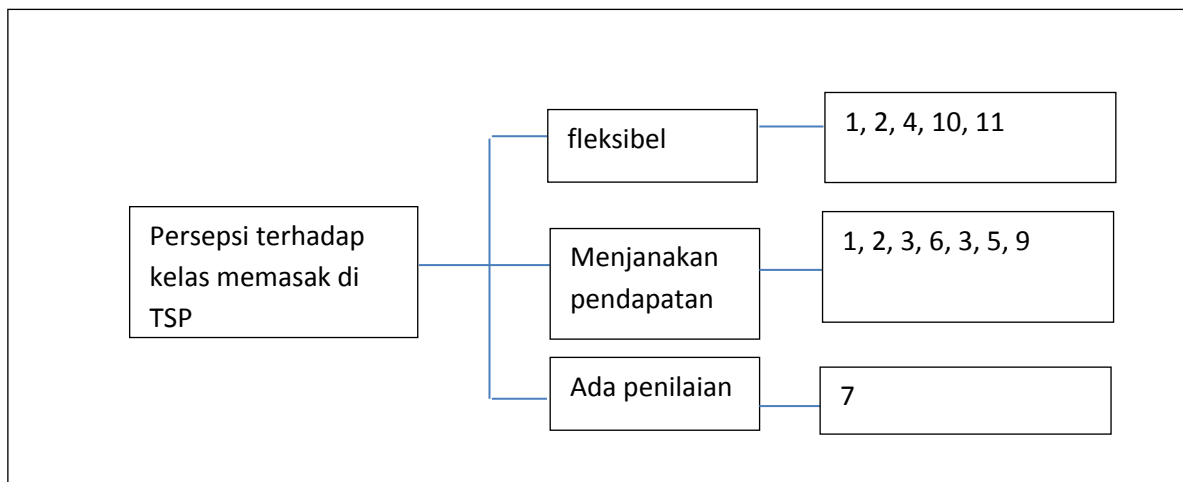 Persepsi terhadap
kelas memasak di
TSP
fleksibel
1, 2, 4, 10, 11
Menjanakan
pendapatan
1, 2, 3, 6, 3, 5, 9
Ada penilaian
7